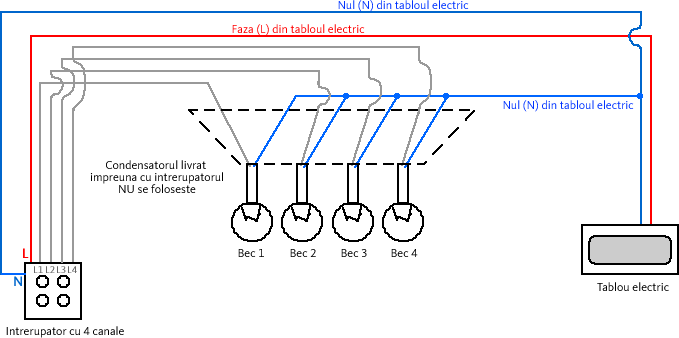 Nul (N) din tabloul electric
Faza (L) din tabloul electric
Nul (N) din tabloul electric
Condensatorul livrat
impreuna cu intrerupatorul
NU se foloseste
Bec 1
Bec 2
Bec 3
Bec 4
L
L1 L2 L3 L4
N
Tablou electric
Intrerupator cu 4 canale